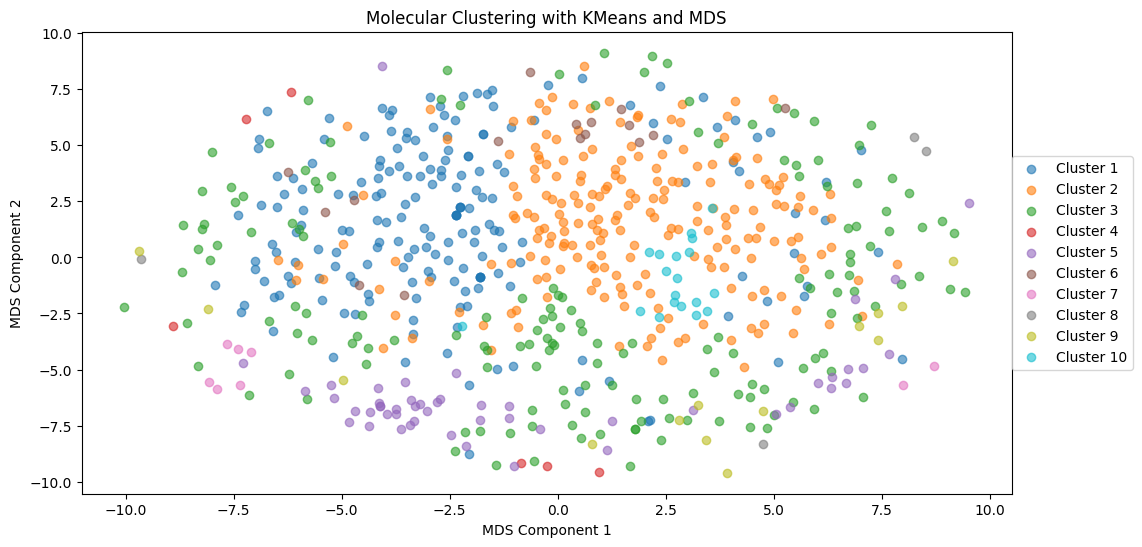 Molecular Clustering with KMeans and MDS
10.0
7.5
5.0
2.5
0.0
−2.5
−5.0
−7.5
−10.0
MDS Component 2
−10.0 −7.5 −5.0 −2.5 0.0 2.5 5.0 7.5 10.0
MDS Component 1
Cluster 1
Cluster 2
Cluster 3
Cluster 4
Cluster 5
Cluster 6
Cluster 7
Cluster 8
Cluster 9
Cluster 10